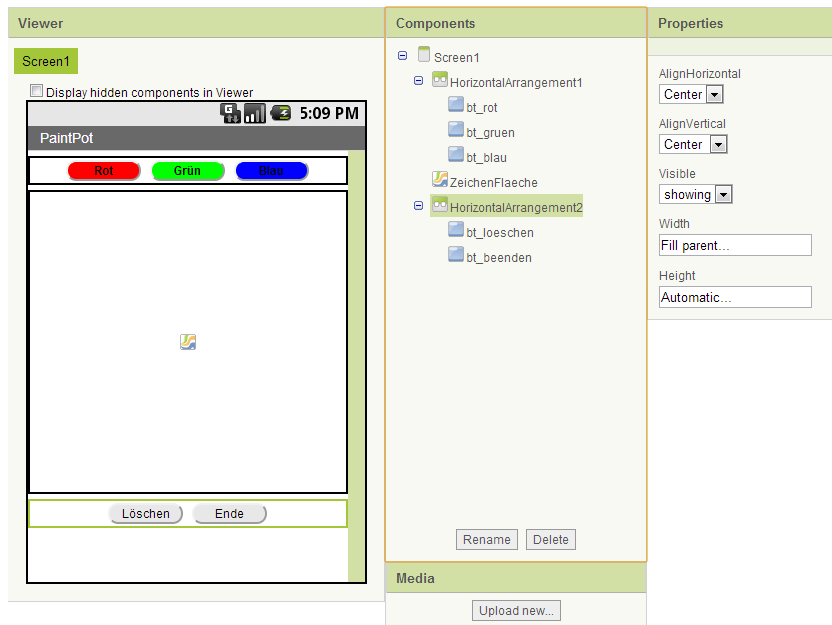 Viewer
Screen1
Display hidden components in Viewer
5:09 PM
PaintPot
Rot Grün Blau
Löschen Ende
Components
Screen1
HorizontalArrangement1
bt_rot
bt_gruen
bt_blau
ZeichenFlaeche
HorizontalArrangement2
bt_loeschen
bt_beenden
Rename Delete
Media
Upload new...
Properties
AlignHorizontal
Center
AlignVertical
Center
Visible
showing
Width
Fill parent...
Height
Automatic...